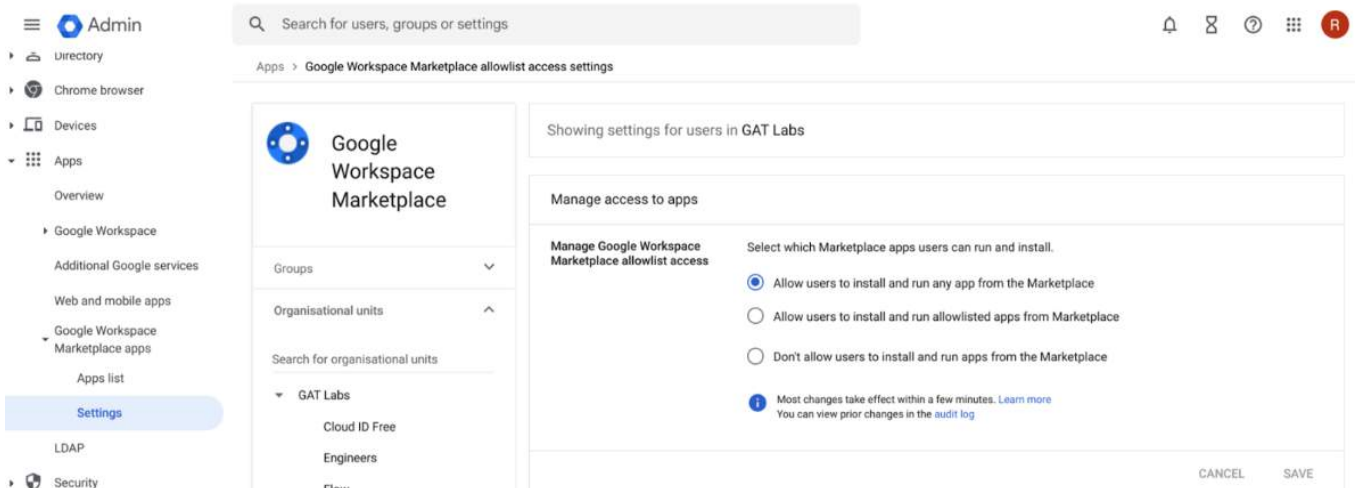 Admin
Search for users, groups or settings
R
Directory
Chrome browser
Devices
Apps
Overview
Google Workspace
Additional Google services
Web and mobile apps
Google Workspace
Marketplace apps
Apps list
Settings
LDAP
Security
Apps > Google Workspace Marketplace allowlist access settings
Google
Workspace
Marketplace
Groups
Organisational units
Search for organisational units
GAT Labs
Cloud ID Free
Engineers
Flow
Showing settings for users in GAT Labs
Manage access to apps
Manage Google Workspace
Marketplace allowlist access
Select which Marketplace apps users can run and install.
Allow users to install and run any app from the Marketplace
Allow users to install and run allowlisted apps from Marketplace
Don't allow users to install and run apps from the Marketplace
Most changes take effect within a few minutes. Learn more
You can view prior changes in the audit log
CANCEL
SAVE